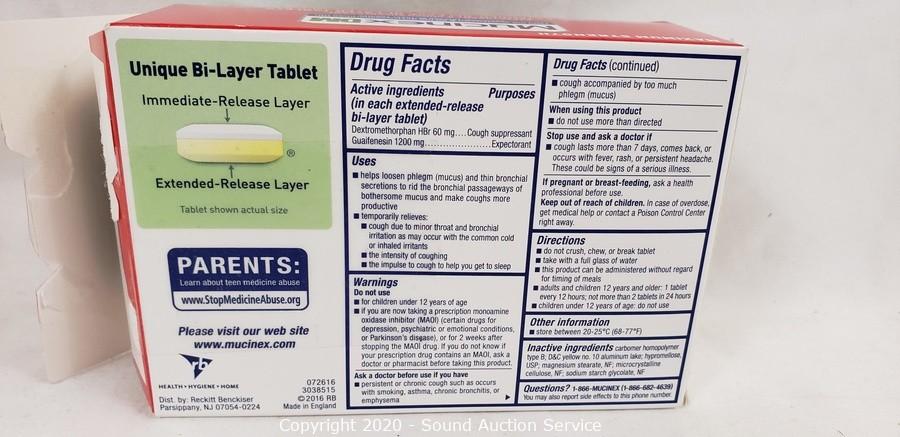 MUCINEX DM
Unique Bi-Layer Tablet
Immediate-Release Layer
®
Extended-Release Layer
Tablet shown actual size
PARENTS:
Learn about teen medicine abuse
www.StopMedicineAbuse.org
Please visit our web site
www.mucinex.com
rb
HEALTH • HYGIENE • HOME
Dist. by: Reckitt Benckiser
Parsippany, NJ 07054-0224
072616
3038515
©2016 RB
Made in England
Drug Facts
Active ingredients Purposes
(in each extended-release
bi-layer tablet)
Dextromethorphan HBr 60 mg....Cough suppressant
Guaifenesin 1200 mg......................Expectorant
Uses
■ helps loosen phlegm (mucus) and thin bronchial
secretions to rid the bronchial passageways of
bothersome mucus and make coughs more
productive
■ temporarily relieves:
■ cough due to minor throat and bronchial
irritation as may occur with the common cold
or inhaled irritants
■ the intensity of coughing
■ the impulse to cough to help you get to sleep
Warnings
Do not use
■ for children under 12 years of age
■ if you are now taking a prescription monoamine
oxidase inhibitor (MAOI) (certain drugs for
depression, psychiatric or emotional conditions,
or Parkinson's disease), or for 2 weeks after
stopping the MAOI drug. If you do not know if
your prescription drug contains an MAOI, ask a
doctor or pharmacist before taking this product.
Ask a doctor before use if you have
■ persistent or chronic cough such as occurs
with smoking, asthma, chronic bronchitis, or
emphysema
Drug Facts (continued)
■ cough accompanied by too much
phlegm (mucus)
When using this product
■ do not use more than directed
Stop use and ask a doctor if
■ cough lasts more than 7 days, comes back, or
occurs with fever, rash, or persistent headache.
These could be signs of a serious illness.
If pregnant or breast-feeding, ask a health
professional before use.
Keep out of reach of children. In case of overdose,
get medical help or contact a Poison Control Center
right away.
Directions
■ do not crush, chew, or break tablet
■ take with a full glass of water
■ this product can be administered without regard
for timing of meals
■ adults and children 12 years and older: 1 tablet
every 12 hours; not more than 2 tablets in 24 hours
■ children under 12 years of age: do not use
Other information
■ store between 20-25°C (68-77°F)
Inactive ingredients carbomer homopolymer
type B; D&C yellow no. 10 aluminum lake; hypromellose,
USP; magnesium stearate, NF; microcrystalline
cellulose, NF; sodium starch glycolate, NF
Questions? 1-866-MUCINEX (1-866-682-4639)
You may also report side effects to this phone number.
Copyright 2020 - Sound Auction Service